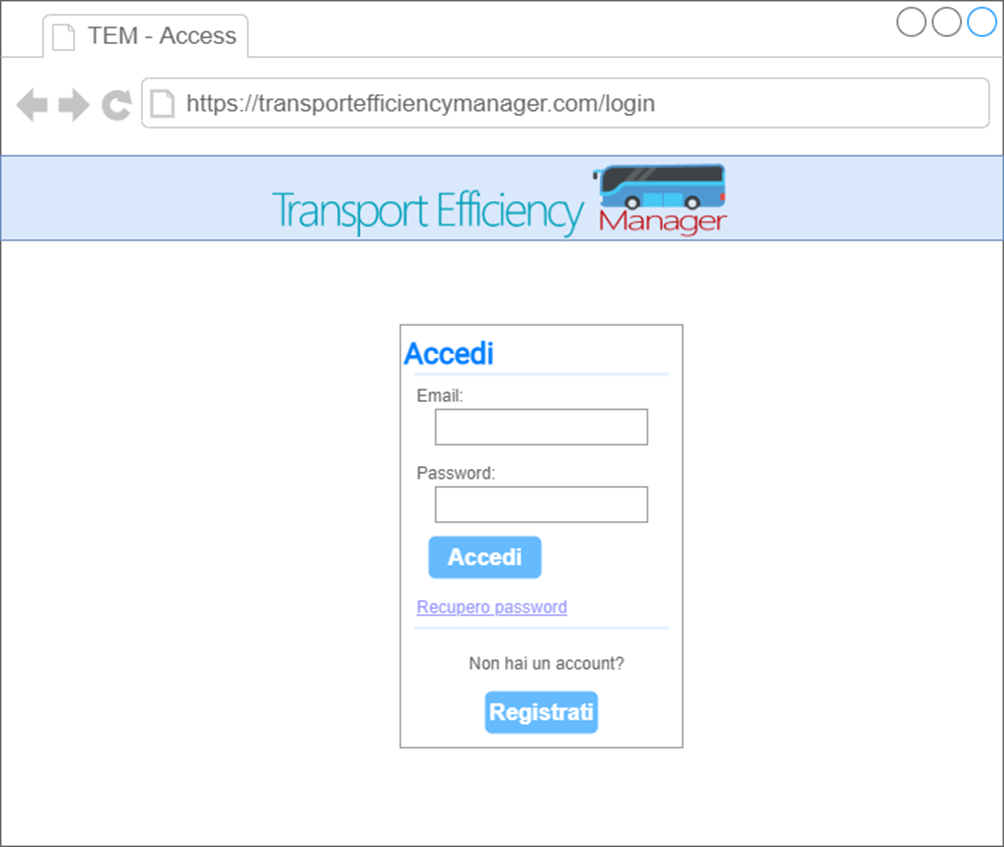 TEM - Access
https://transportefficiencymanager.com/login
Transport Efficiency Manager
Accedi
Email:
Password:
Accedi
Recupero password
Non hai un account?
Registrati